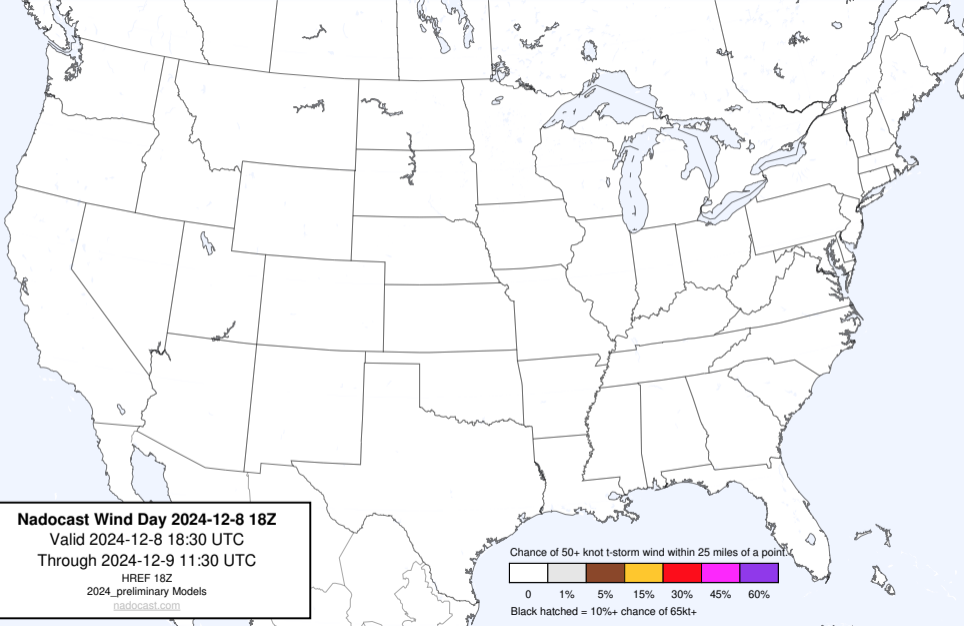 Nadocast Wind Day 2024-12-8 18Z
Valid 2024-12-8 18:30 UTC
Through 2024-12-9 11:30 UTC
HREF 18Z
2024_preliminary Models
nadocast.com
Chance of 50+ knot t-storm wind within 25 miles of a point.
0 1% 5% 15% 30% 45% 60%
Black hatched = 10%+ chance of 65kt+